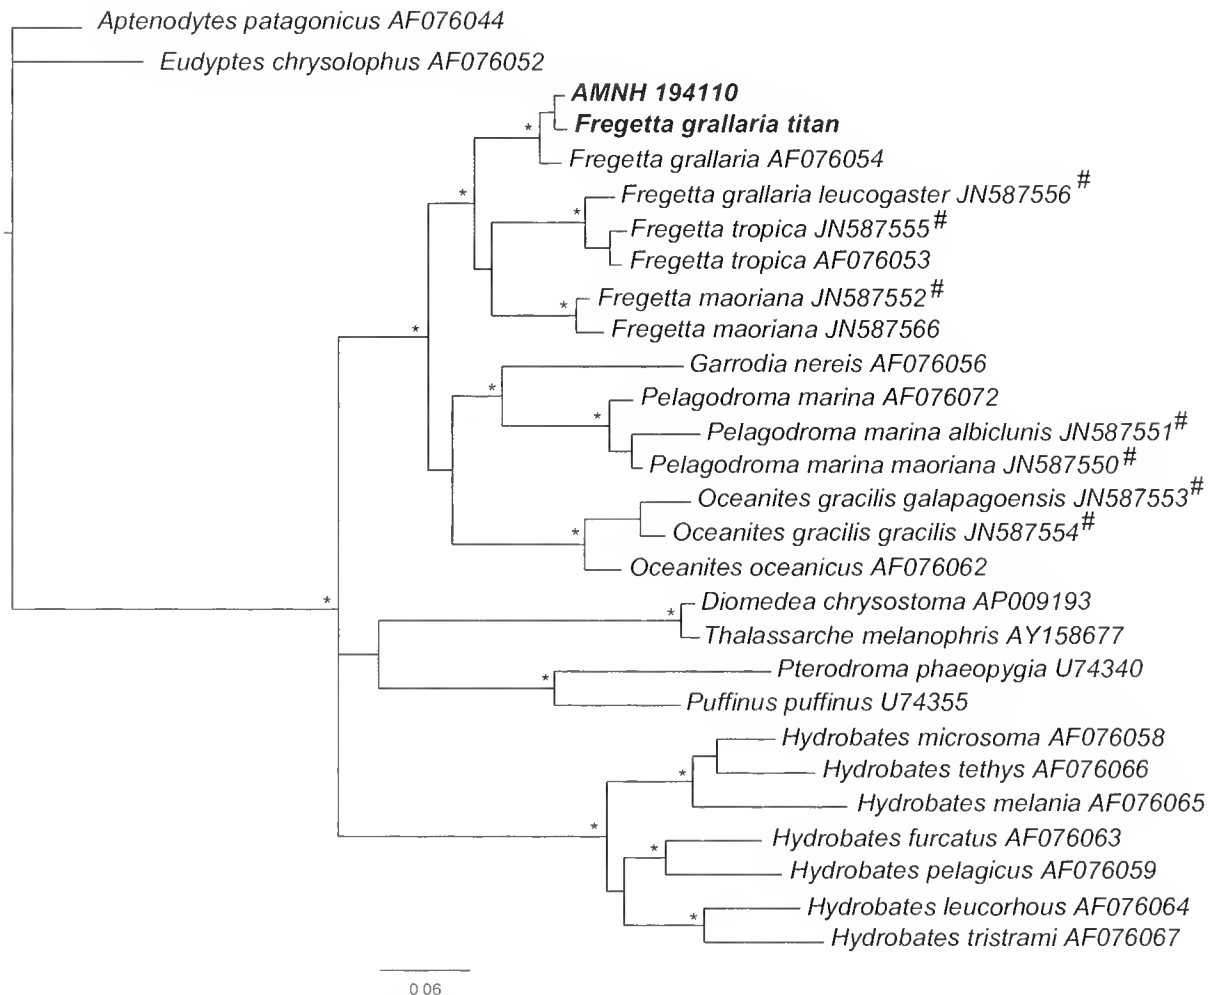 Aptenodytes patagonicus AF076044
Eudyptes chrysolophus AF076052
AMNH 194110
*
Fregetta grallaria titan
Fregetta grallaria AF076054
*
Fregetta grallaria leucogaster JN587556#
*
Fregetta tropica JN587555#
Fregetta tropica AF076053
Fregetta maoriana JN587552#
*
Fregetta maoriana JN587566
*
Garrodia nereis AF076056
*
Pelagodroma marina AF076072
*
Pelagodroma marina albiclunis JN587551#
Pelagodroma marina maoriana JN587550#
Oceanites gracilis galapagoensis JN587553#
*
Oceanites gracilis gracilis JN587554#
Oceanites oceanicus AF076062
*
Diomedea chrysostoma AP009193
*
Thalassarche melanophris AY158677
Pterodroma phaeopygia U74340
*
Puffinus puffinus U74355
Hydrobates microsoma AF076058
*
Hydrobates tethys AF076066
Hydrobates melania AF076065
*
Hydrobates furcatus AF076063
*
Hydrobates pelagicus AF076059
Hydrobates leucorhous AF076064
*
Hydrobates tristrami AF076067
0 06